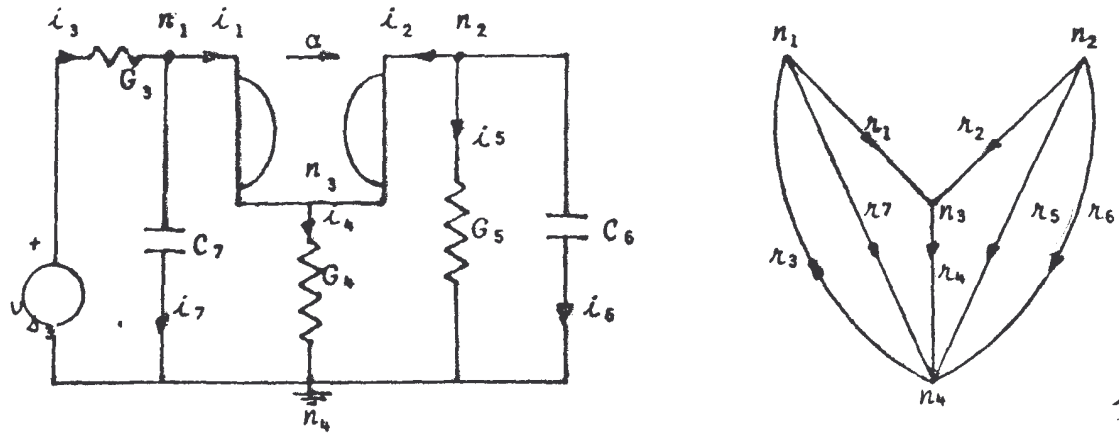 i₃ n₁ i₁ α i₂ n₂
G₃
i₅
n₃
i₄
+ C₇ G₄ G₅ C₆
i₇ i₆
n₄
n₁ n₂
r₁ r₂
n₃
r₃ r₇ r₄ r₅ r₆
n₄